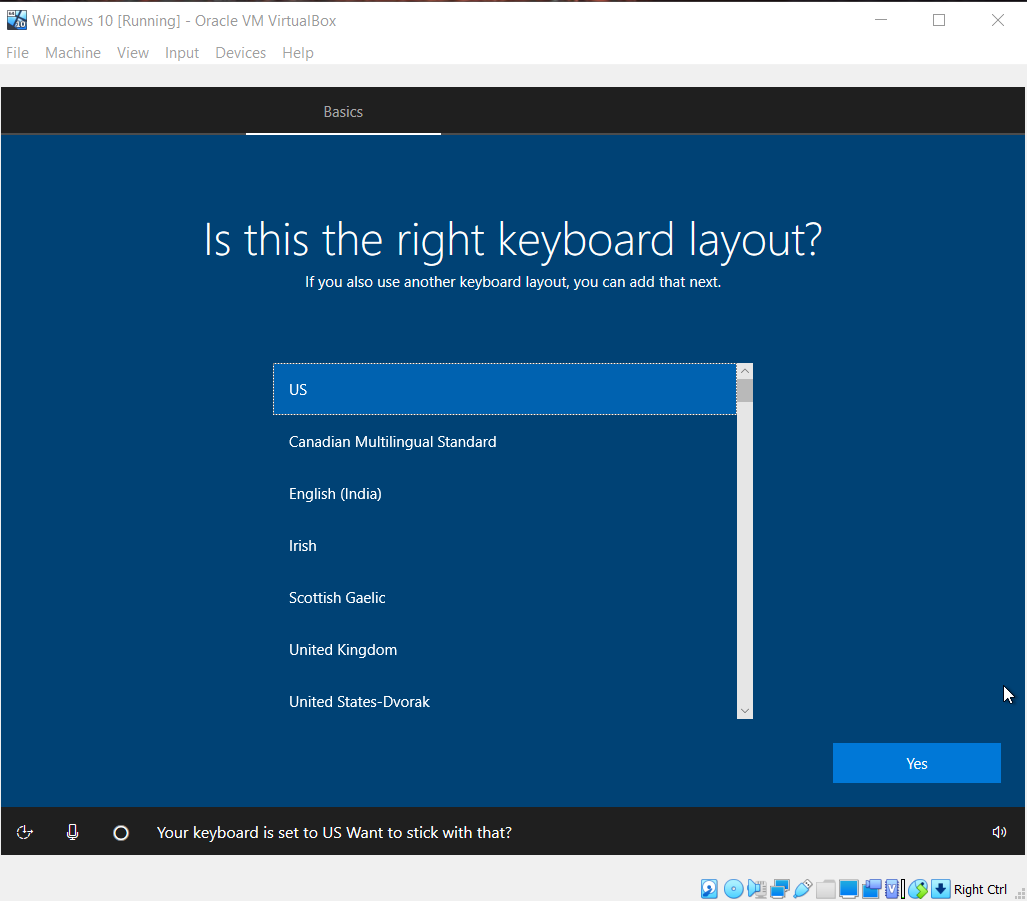 Windows 10 [Running] - Oracle VM VirtualBox
File Machine View Input Devices Help
Basics
Is this the right keyboard layout?
If you also use another keyboard layout, you can add that next.
US
Canadian Multilingual Standard
English (India)
Irish
Scottish Gaelic
United Kingdom
United States-Dvorak
Yes
Your keyboard is set to US Want to stick with that?
Right Ctrl